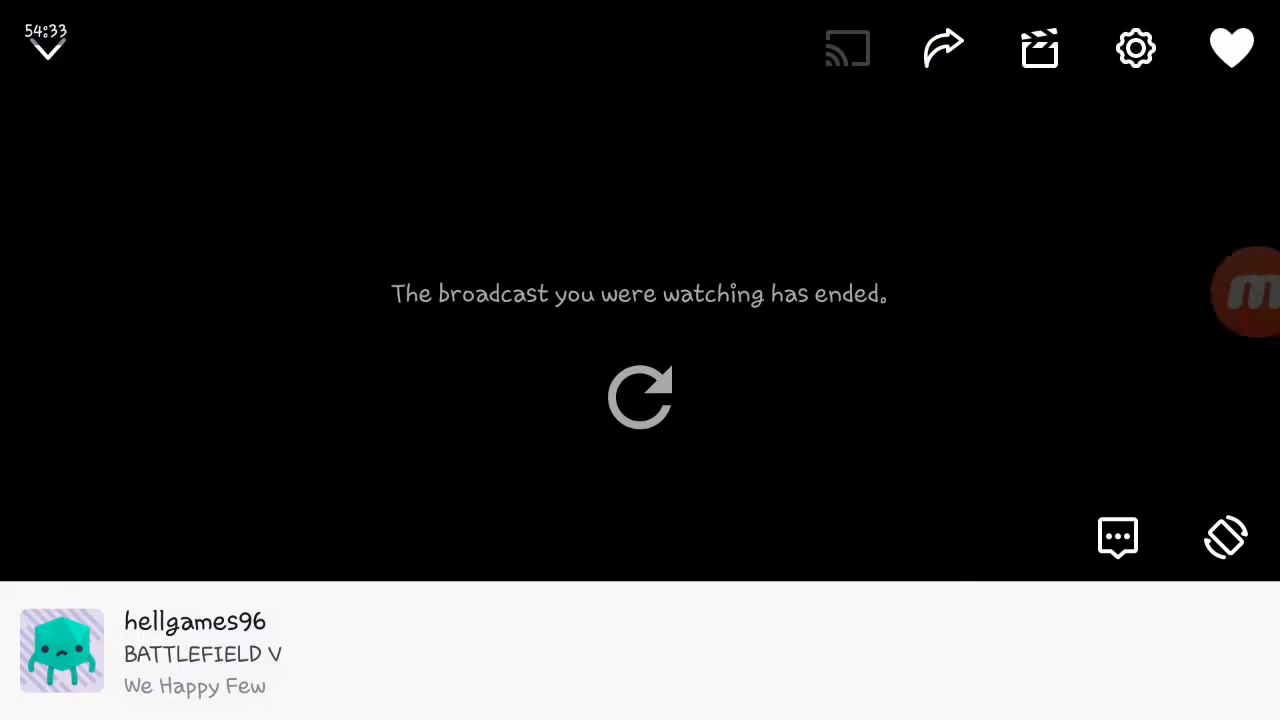 54:33
The broadcast you were watching has ended.
m
hellgames96
BATTLEFIELD V
We Happy Few